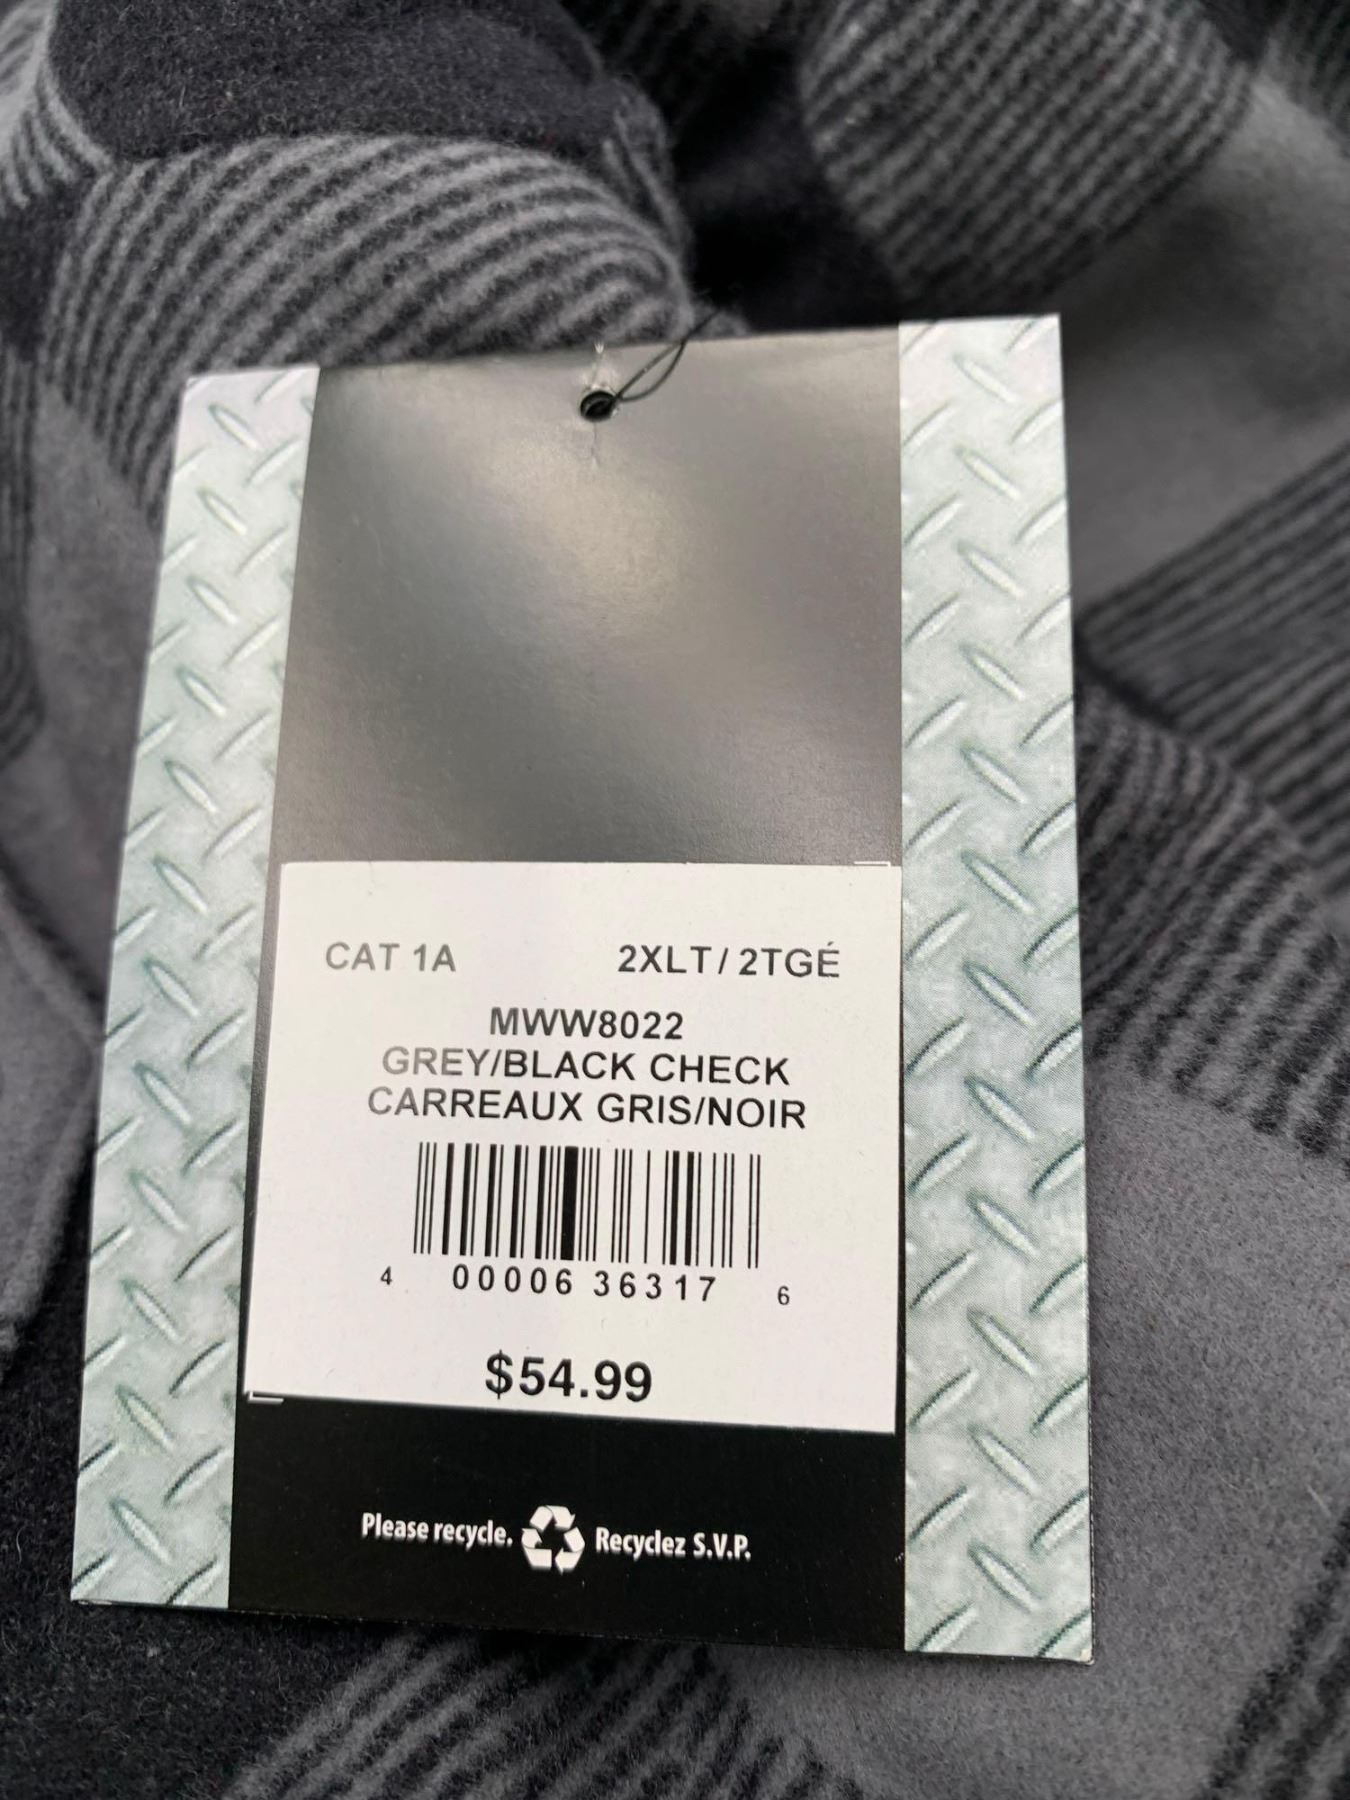 CAT 1A 2XLT/ 2TGÉ
MWW8022
GREY/BLACK CHECK
CARREAUX GRIS/NOIR
4 00006 36317 6
$54.99
Please recycle. Recyclez S.V.P.